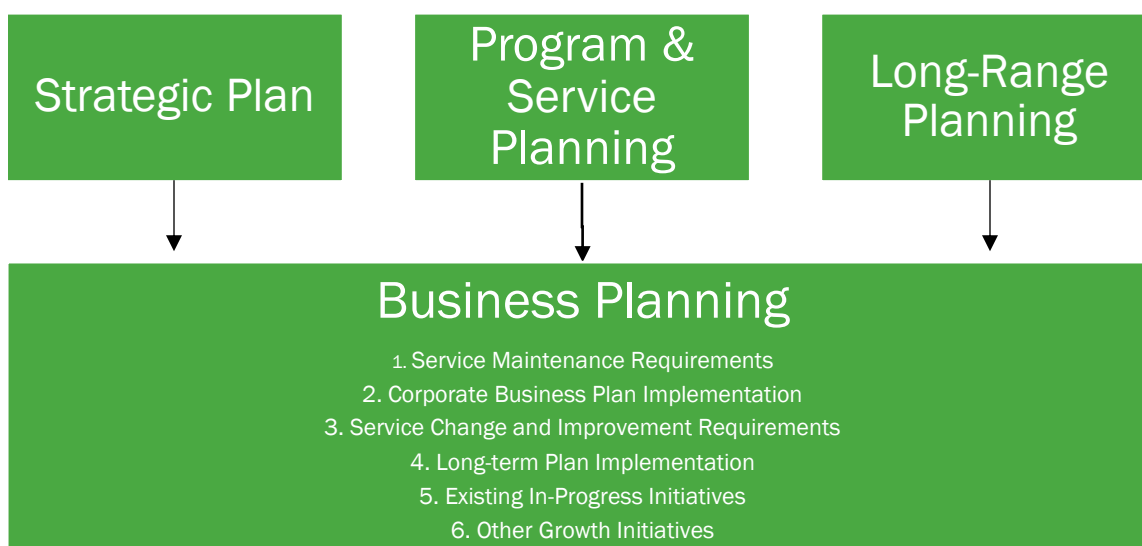 Strategic Plan
Program &
Service
Planning
Long-Range
Planning
Business Planning
1. Service Maintenance Requirements
2. Corporate Business Plan Implementation
3. Service Change and Improvement Requirements
4. Long-term Plan Implementation
5. Existing In-Progress Initiatives
6. Other Growth Initiatives